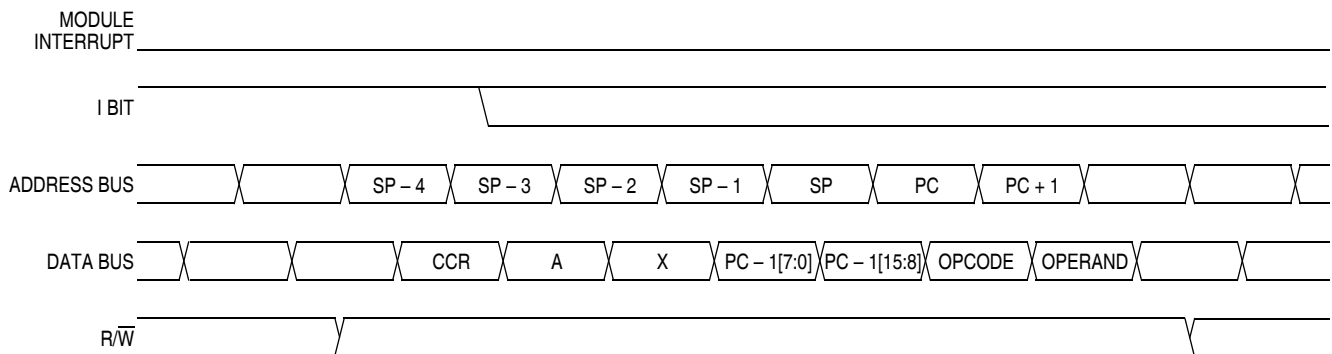 MODULE
INTERRUPT
I BIT
ADDRESS BUS SP – 4 SP – 3 SP – 2 SP – 1 SP PC PC + 1
DATA BUS CCR A X PC – 1[7:0] PC – 1[15:8] OPCODE OPERAND
R/W̅